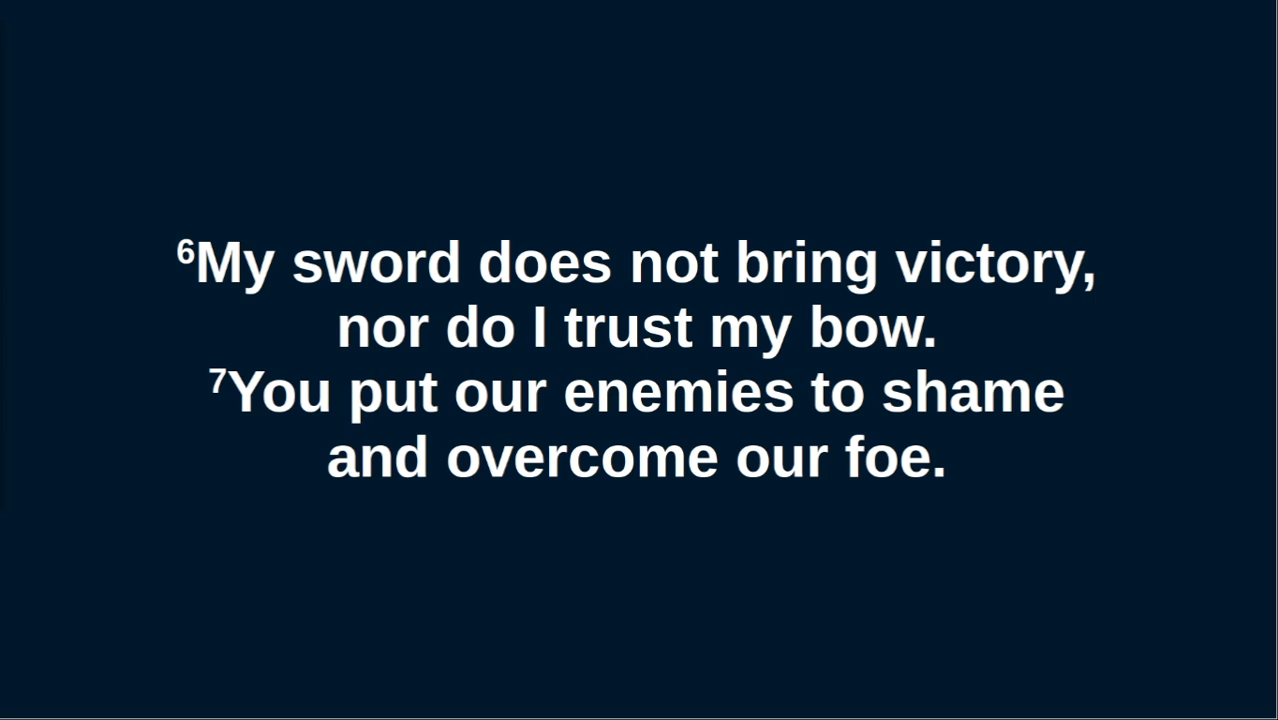 ⁶My sword does not bring victory,
nor do I trust my bow.
⁷You put our enemies to shame
and overcome our foe.